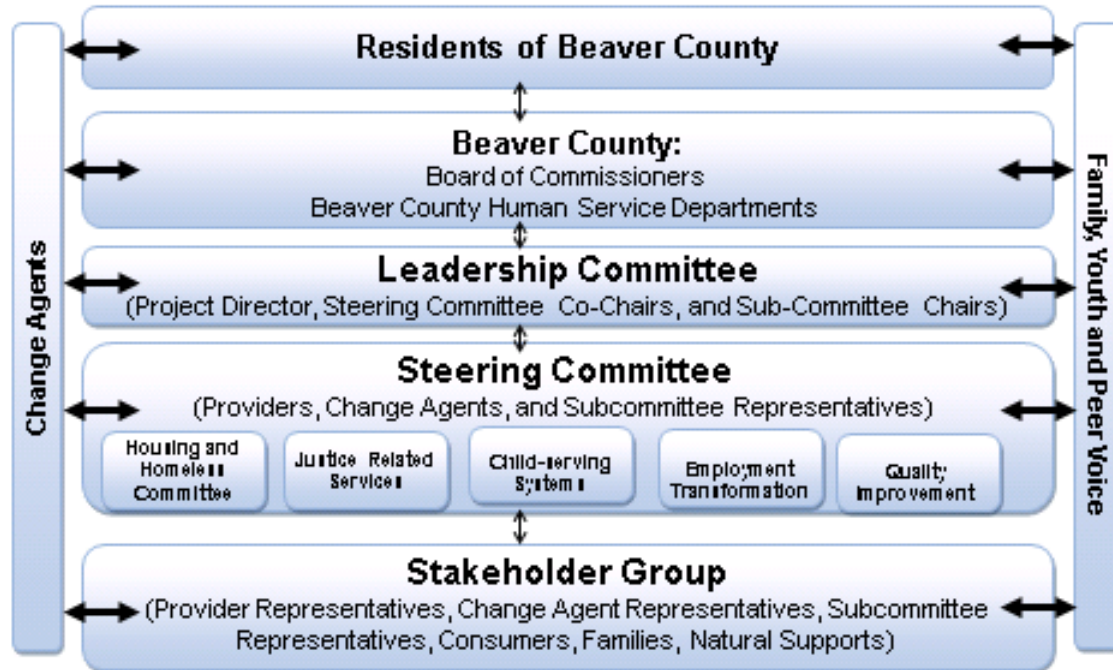 Change Agents
Residents of Beaver County
Beaver County:
Board of Commissioners
Beaver County Human Service Departments
Leadership Committee
(Project Director, Steering Committee Co-Chairs, and Sub-Committee Chairs)
Steering Committee
(Providers, Change Agents, and Subcommittee Representatives)
Housing and
Homeless
Committee
Justice Related
Services
Child-serving
Systems
Employment
Transformation
Quality
Improvement
Stakeholder Group
(Provider Representatives, Change Agent Representatives, Subcommittee
Representatives, Consumers, Families, Natural Supports)
Family, Youth and Peer Voice